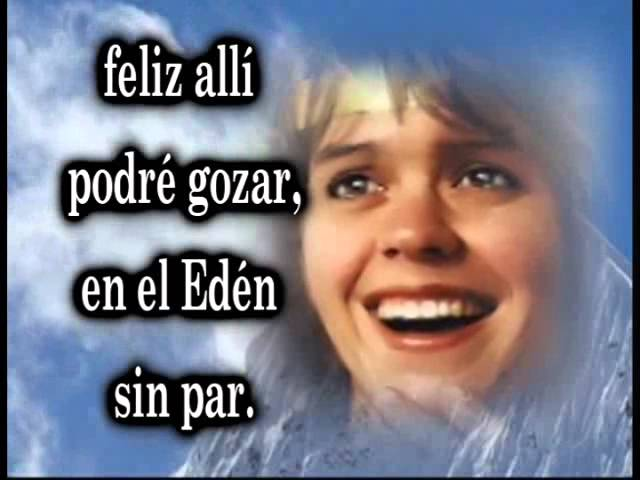 feliz allí
podré gozar,
en el Edén
sin par.